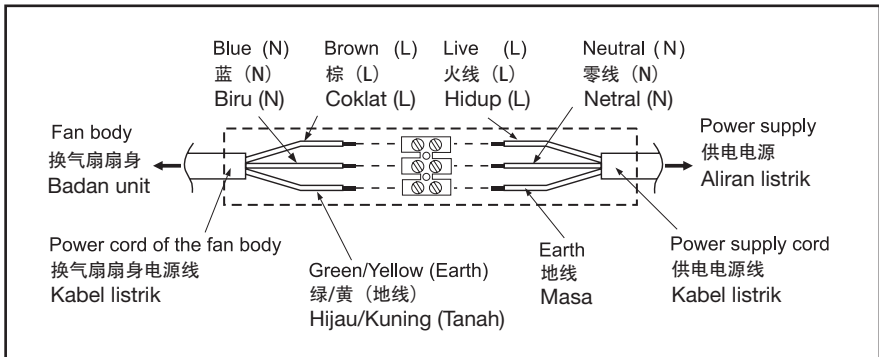 Blue (N)
蓝（N）
Biru (N)
Brown (L)
棕（L）
Coklat (L)
Live (L)
火线（L）
Hidup (L)
Neutral (N)
零线（N）
Netral (N)
Fan body
换气扇扇身
Badan unit
Power supply
供电电源
Aliran listrik
Power cord of the fan body
换气扇扇身电源线
Kabel listrik
Green/Yellow (Earth)
绿/黄（地线）
Hijau/Kuning (Tanah)
Earth
地线
Masa
Power supply cord
供电电源线
Kabel listrik